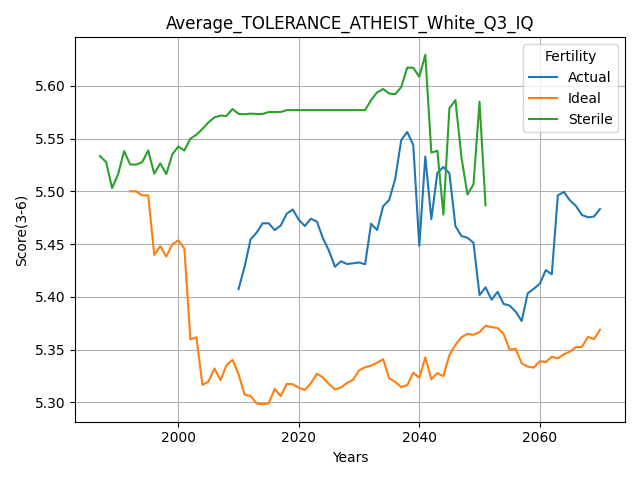 Average_TOLERANCE_ATHEIST_White_Q3_IQ
Fertility
Actual
Ideal
Sterile
Score(3-6)
5.60
5.55
5.50
5.45
5.40
5.35
5.30
2000
2020
2040
2060
Years